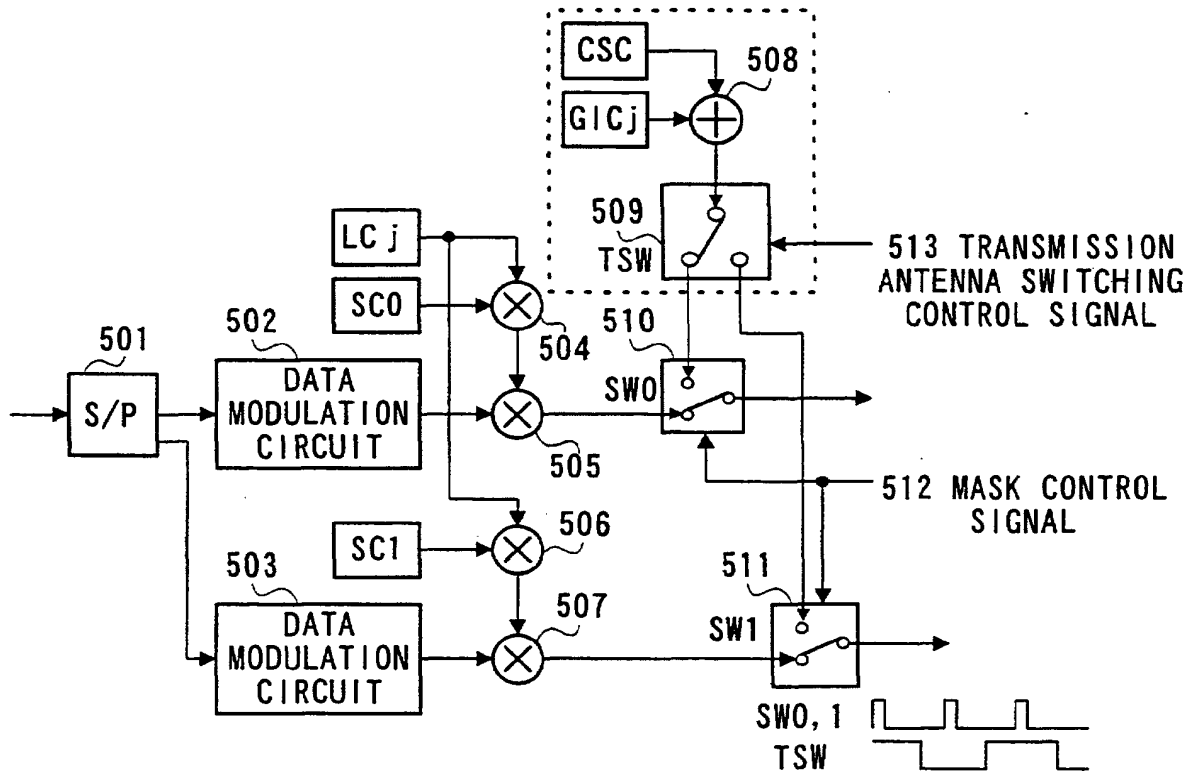 CSC
508
GICj
509
TSW
513 TRANSMISSION
ANTENNA SWITCHING
CONTROL SIGNAL
LCj
SC0
504
510
SW0
501
S/P
502
DATA
MODULATION
CIRCUIT
505
512 MASK CONTROL
SIGNAL
506
SC1
511
SW1
503
DATA
MODULATION
CIRCUIT
507
SW0,1
TSW